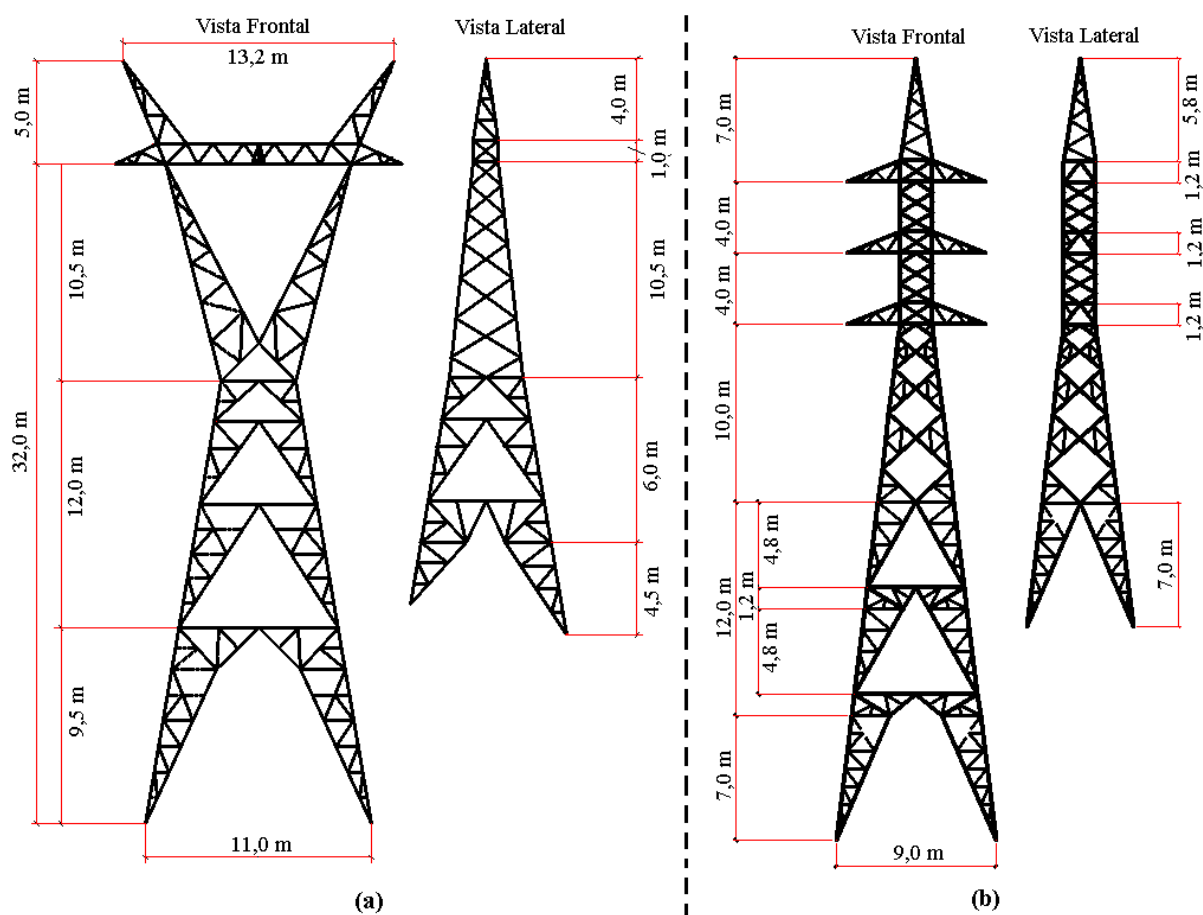 Vista Frontal
13,2 m
Vista Lateral
5,0 m
10,5 m
32,0 m
12,0 m
9,5 m
11,0 m
4,0 m
1,0 m
10,5 m
6,0 m
4,5 m
(a)
Vista Frontal
Vista Lateral
7,0 m
4,0 m
4,0 m
10,0 m
12,0 m
7,0 m
4,8 m
1,2 m
4,8 m
9,0 m
5,8 m
1,2 m
1,2 m
1,2 m
7,0 m
(b)